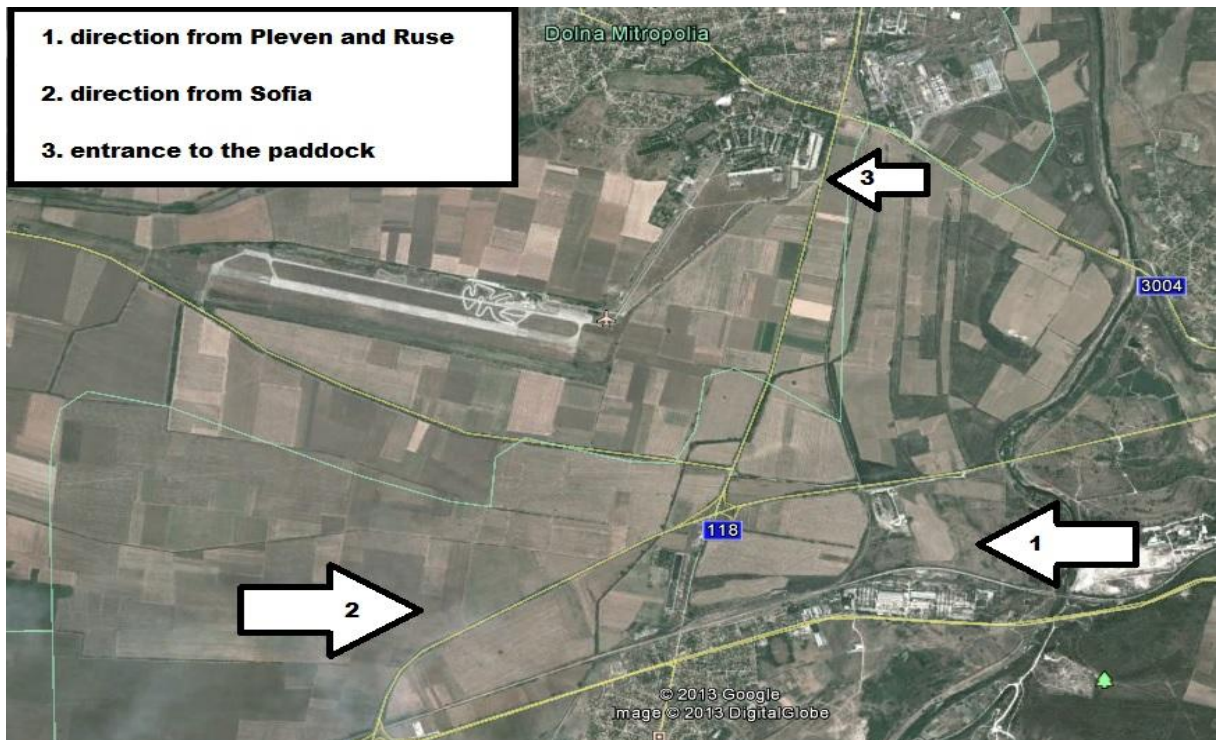 1. direction from Pleven and Ruse
2. direction from Sofia
3. entrance to the paddock
Dolna Mitropolia
3
3004
118
1
2
© 2013 Google
Image © 2013 DigitalGlobe